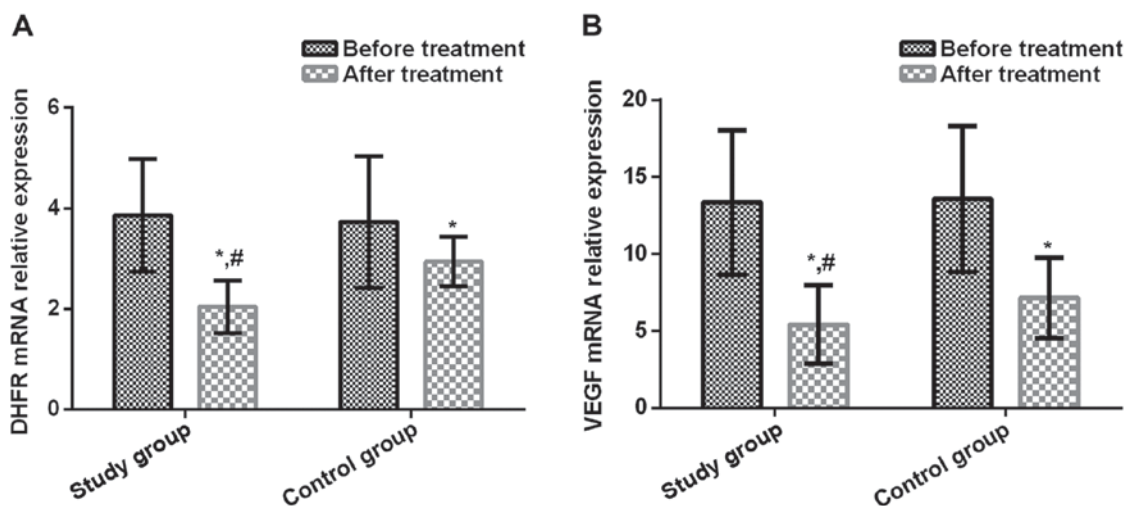 A
Before treatment
After treatment
DHFR mRNA relative expression
6
4
2
0
*,#
*
Study group
Control group
B
Before treatment
After treatment
VEGF mRNA relative expression
20
15
10
5
0
*,#
*
Study group
Control group